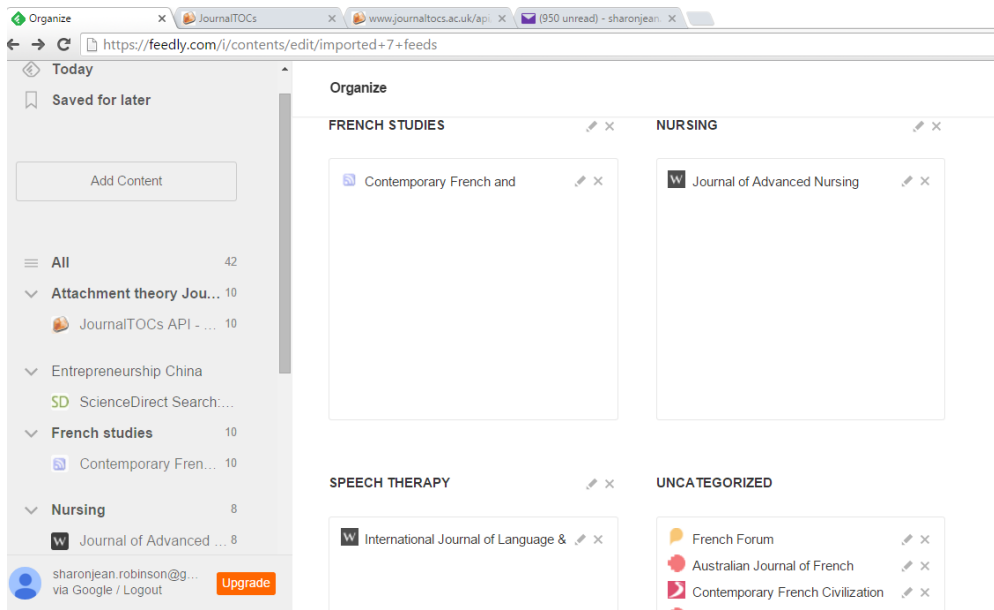 Organize
JournalTOCs
www.journaltocs.ac.uk/api
(950 unread) - sharonjean.
https://feedly.com/i/contents/edit/imported+7+feeds
Today
Saved for later
Add Content
All 42
Attachment theory Jou... 10
JournalTOCs API - ... 10
Entrepreneurship China
SD ScienceDirect Search:...
French studies 10
Contemporary Fren... 10
Nursing 8
W Journal of Advanced ... 8
sharonjean.robinson@g...
via Google / Logout
Upgrade
Organize
FRENCH STUDIES
Contemporary French and
NURSING
W Journal of Advanced Nursing
SPEECH THERAPY
W International Journal of Language &
UNCATEGORIZED
French Forum
Australian Journal of French
Contemporary French Civilization